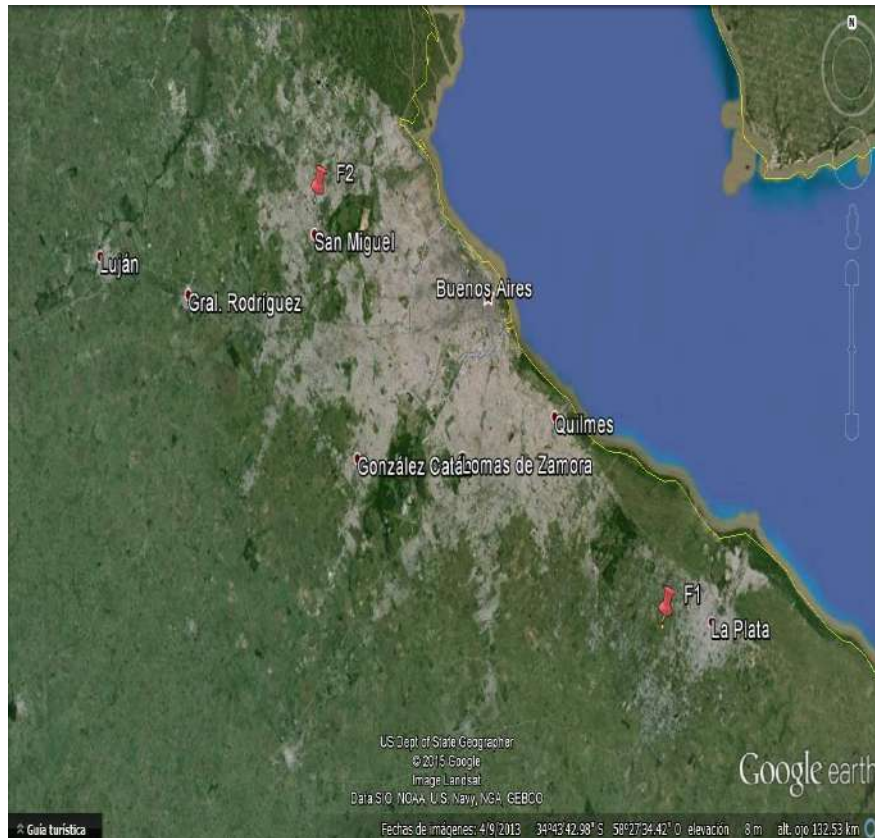 N
F2
San Miguel
Luján
Gral. Rodríguez
Buenos Aires
Quilmes
González Catán
Lomas de Zamora
F1
La Plata
US Dept of State Geographer
© 2015 Google
Image Landsat
Data SIO, NOAA, U.S. Navy, NGA, GEBCO
Google earth
Guía turística
Fechas de imágenes: 4/9/2013 34°43'42.98" S 58°27'34.42" O elevación 8 m alt. ojo 132.53 km